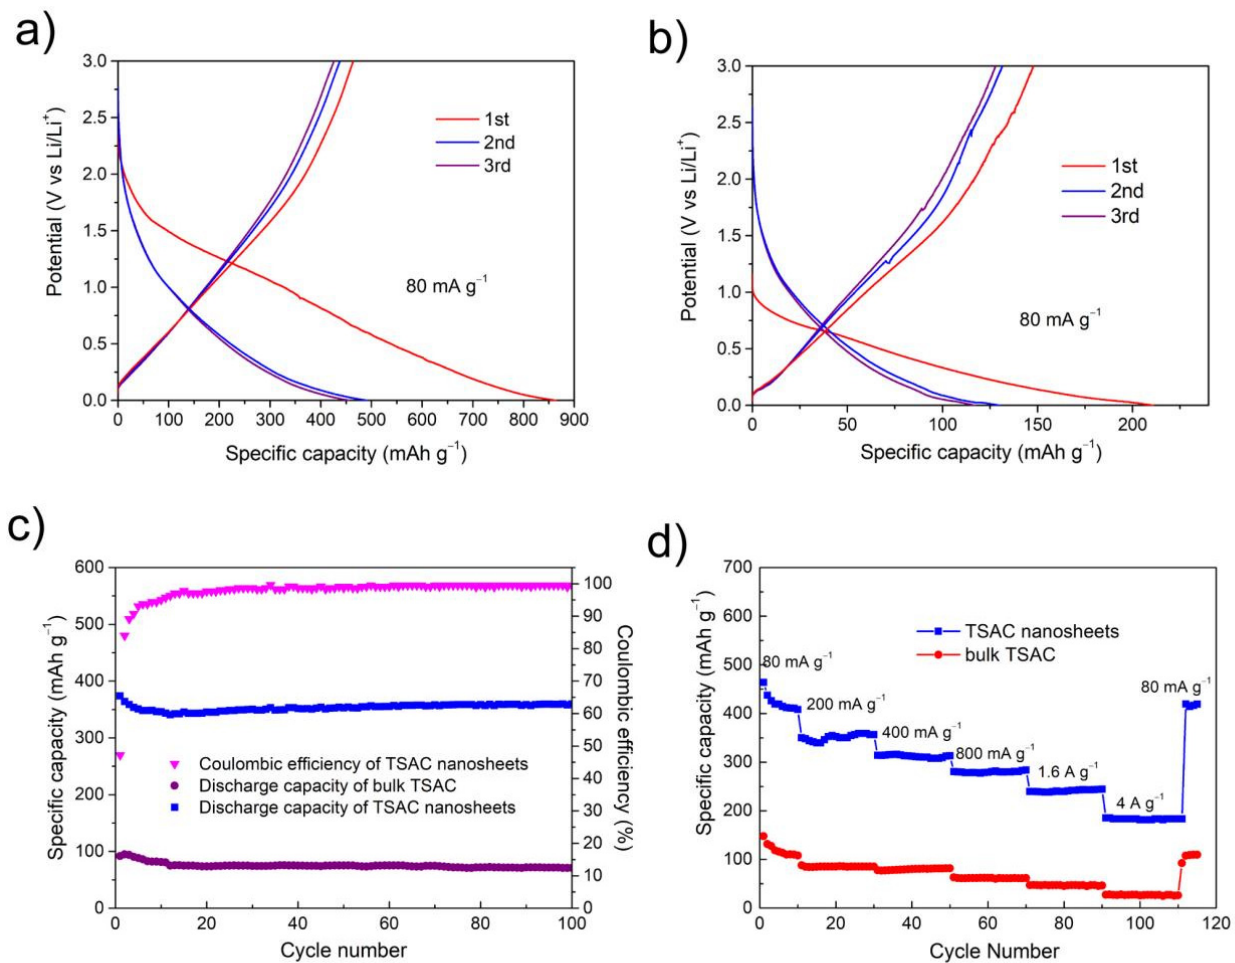 a)
3.0
2.5
2.0
1.5
1.0
0.5
0.0
Potential (V vs Li/Li⁺)
1st
2nd
3rd
80 mA g⁻¹
0 100 200 300 400 500 600 700 800 900
Specific capacity (mAh g⁻¹)
b)
3.0
2.5
2.0
1.5
1.0
0.5
0.0
Potential (V vs Li/Li⁺)
1st
2nd
3rd
80 mA g⁻¹
0 50 100 150 200
Specific capacity (mAh g⁻¹)
c)
600
500
400
300
200
100
0
Specific capacity (mAh g⁻¹)
Coulombic efficiency of TSAC nanosheets
Discharge capacity of bulk TSAC
Discharge capacity of TSAC nanosheets
100
90
80
70
60
50
40
30
20
10
0
Coulombic efficiency (%)
0 20 40 60 80 100
Cycle number
d)
700
600
500
400
300
200
100
0
Specific capacity (mAh g⁻¹)
TSAC nanosheets
bulk TSAC
80 mA g⁻¹
200 mA g⁻¹
400 mA g⁻¹
800 mA g⁻¹
1.6 A g⁻¹
4 A g⁻¹
80 mA g⁻¹
0 20 40 60 80 100 120
Cycle Number